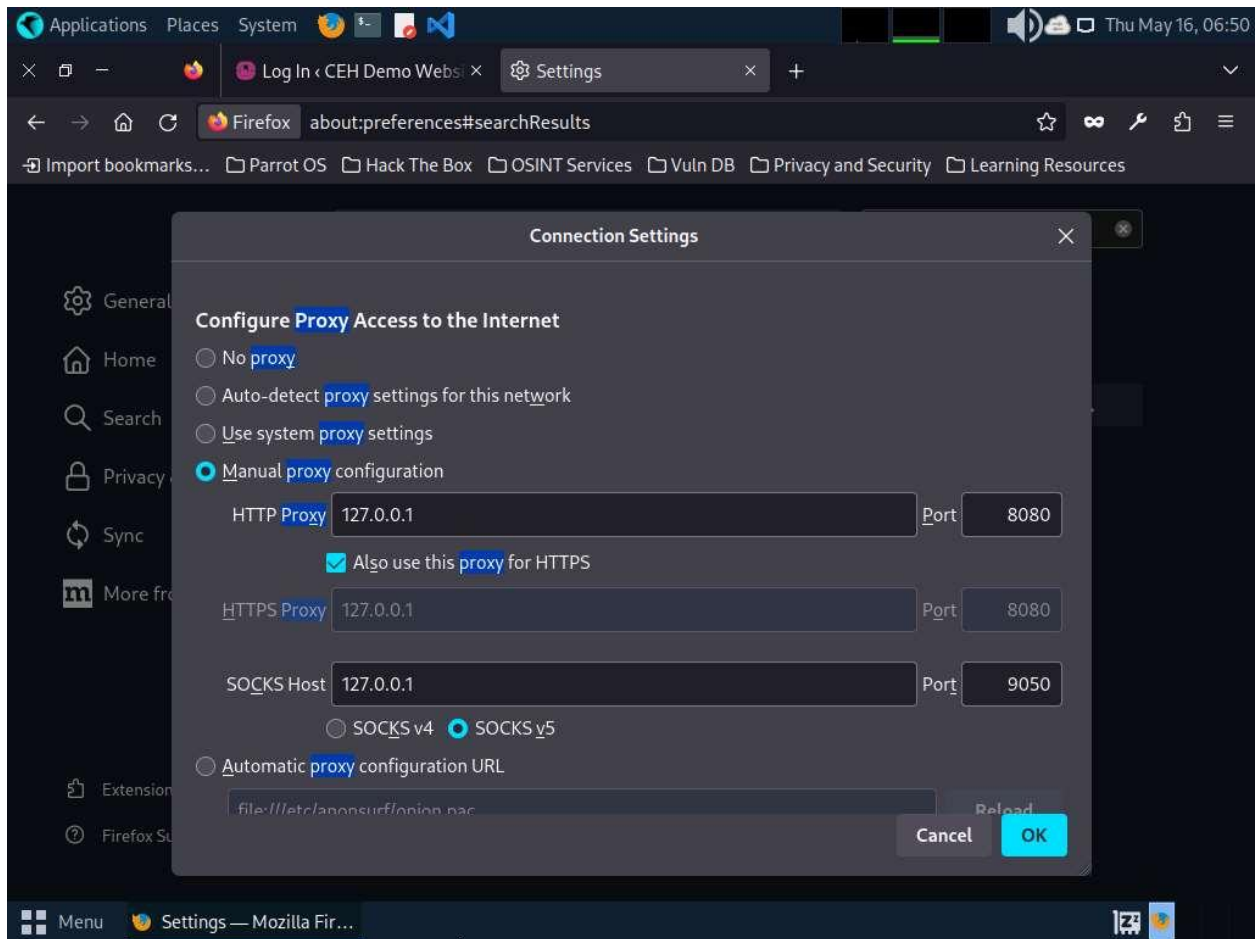 Applications Places System Thu May 16, 06:50
Log In ‹ CEH Demo Websi Settings
Firefox about:preferences#searchResults
Import bookmarks... Parrot OS Hack The Box OSINT Services Vuln DB Privacy and Security Learning Resources
Connection Settings
General
Configure Proxy Access to the Internet
No proxy
Home
Auto-detect proxy settings for this network
Search
Use system proxy settings
Privacy
Manual proxy configuration
HTTP Proxy 127.0.0.1 Port 8080
Sync
Also use this proxy for HTTPS
More fro
HTTPS Proxy 127.0.0.1 Port 8080
SOCKS Host 127.0.0.1 Port 9050
SOCKS v4 SOCKS v5
Automatic proxy configuration URL
Extension
file:///etc/anonsurf/onion.pac Reload
Firefox Su
Cancel OK
Menu Settings — Mozilla Fir...